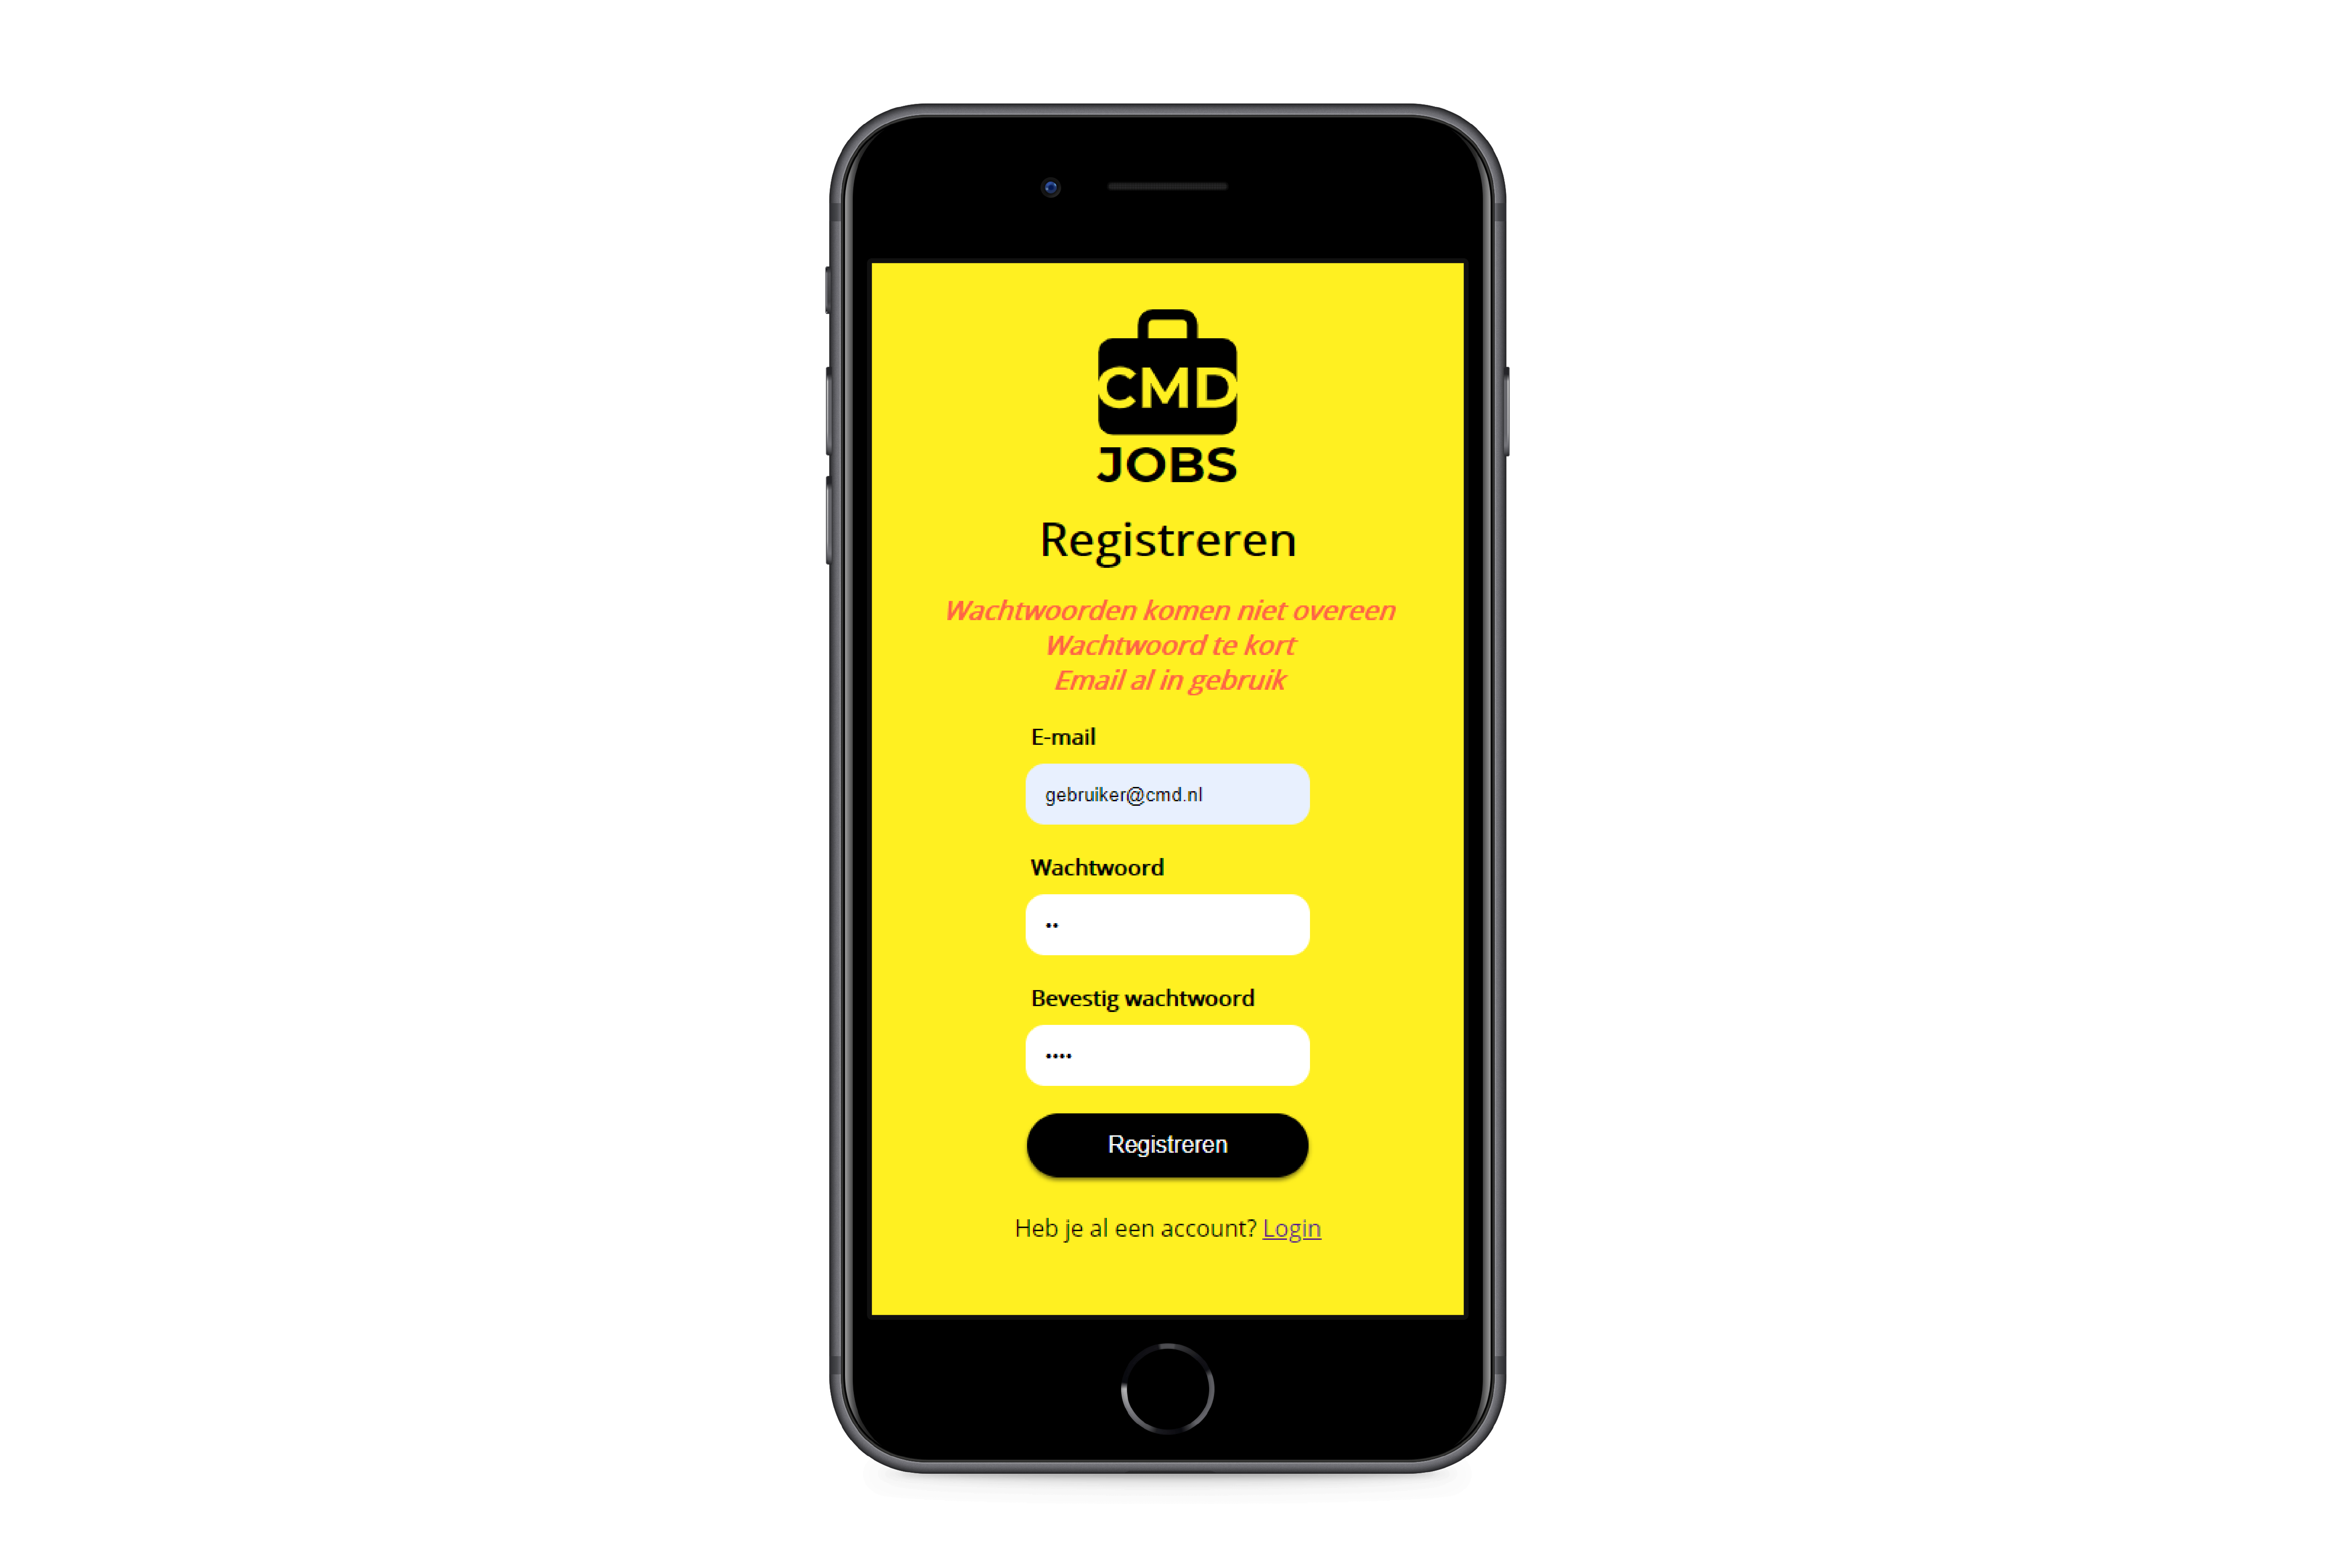 CMD
JOBS
Registreren
Wachtwoorden komen niet overeen
Wachtwoord te kort
Email al in gebruik
E-mail
gebruiker@cmd.nl
Wachtwoord
••
Bevestig wachtwoord
••••
Registreren
Heb je al een account? Login